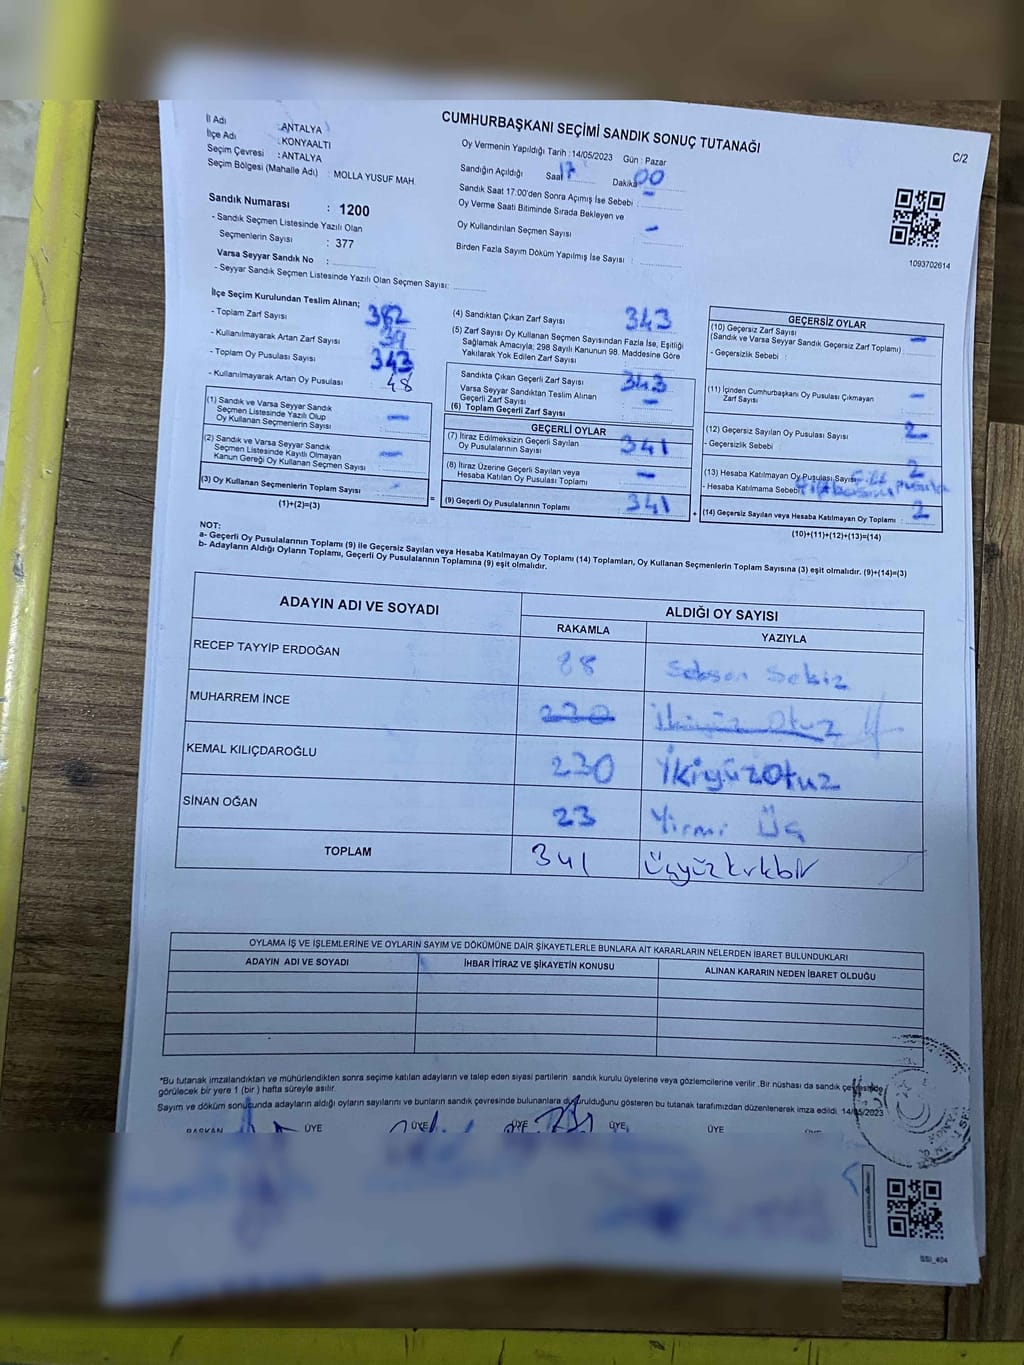 CUMHURBAŞKANI SEÇİMİ SANDIK SONUÇ TUTANAĞI
C/2
İl Adı : ANTALYA
İlçe Adı : KONYAALTI
Seçim Çevresi : ANTALYA
Seçim Bölgesi (Mahalle Adı) : MOLLA YUSUF MAH
Oy Vermenin Yapıldığı Tarih :14/05/2023 Gün : Pazar
Sandığın Açıldığı Saat 17 Dakika 00
Sandık Saat 17:00'den Sonra Açımış İse Sebebi : -
Oy Verme Saati Bitiminde Sırada Bekleyen ve
Oy Kullandırılan Seçmen Sayısı -
Birden Fazla Sayım Döküm Yapılmış İse Sayısı :
1093702614
Sandık Numarası : 1200
- Sandık Seçmen Listesinde Yazılı Olan
Seçmenlerin Sayısı : 377
Varsa Seyyar Sandık No :
- Seyyar Sandık Seçmen Listesinde Yazılı Olan Seçmen Sayısı:
İlçe Seçim Kurulundan Teslim Alınan;
- Toplam Zarf Sayısı 382
- Kullanılmayarak Artan Zarf Sayısı 39
- Toplam Oy Pusulası Sayısı 343
- Kullanılmayarak Artan Oy Pusulası 48
(1) Sandık ve Varsa Seyyar Sandık
Seçmen Listesinde Yazılı Olup
Oy Kullanan Seçmenlerin Sayısı -
(2) Sandık ve Varsa Seyyar Sandık
Seçmen Listesinde Kayıtlı Olmayan
Kanun Gereği Oy Kullanan Seçmen Sayısı -
(3) Oy Kullanan Seçmenlerin Toplam Sayısı -
(1)+(2)=(3)
(4) Sandıktan Çıkan Zarf Sayısı 343
(5) Zarf Sayısı Oy Kullanan Seçmen Sayısından Fazla İse, Eşitliği
Sağlamak Amacıyla; 298 Sayılı Kanunun 98. Maddesine Göre
Yakılarak Yok Edilen Zarf Sayısı
Sandıkta Çıkan Geçerli Zarf Sayısı 343
Varsa Seyyar Sandıktan Teslim Alınan
Geçerli Zarf Sayısı : -
(6) Toplam Geçerli Zarf Sayısı :
GEÇERLİ OYLAR
(7) İtiraz Edilmeksizin Geçerli Sayılan
Oy Pusulalarının Sayısı 341
(8) İtiraz Üzerine Geçerli Sayılan veya
Hesaba Katılan Oy Pusulası Toplamı : -
=
(9) Geçerli Oy Pusulalarının Toplamı 341
+
GEÇERSİZ OYLAR
(10) Geçersiz Zarf Sayısı
(Sandık ve Varsa Seyyar Sandık Geçersiz Zarf Toplamı) : -
- Geçersizlik Sebebi :
(11) İçinden Cumhurbaşkanı Oy Pusulası Çıkmayan
Zarf Sayısı : -
(12) Geçersiz Sayılan Oy Pusulası Sayısı : 2
- Geçersizlik Sebebi :
(13) Hesaba Katılmayan Oy Pusulası Sayısı : 2
- Hesaba Katılmama Sebebi
(14) Geçersiz Sayılan veya Hesaba Katılmayan Oy Toplamı : 2
(10)+(11)+(12)+(13)=(14)
NOT:
a- Geçerli Oy Pusulalarının Toplamı (9) ile Geçersiz Sayılan veya Hesaba Katılmayan Oy Toplamı (14) Toplamları, Oy Kullanan Seçmenlerin Toplam Sayısına (3) eşit olmalıdır. (9)+(14)=(3)
b- Adayların Aldığı Oyların Toplamı, Geçerli Oy Pusulalarının Toplamına (9) eşit olmalıdır.
ADAYIN ADI VE SOYADI
ALDIĞI OY SAYISI
RAKAMLA YAZIYLA
RECEP TAYYİP ERDOĞAN 88 Seksen Sekiz
MUHARREM İNCE 230 İkiyüz Otuz
KEMAL KILIÇDAROĞLU 230 İkiyüzotuz
SİNAN OĞAN 23 Yirmi Üç
TOPLAM 341 Üçyüzkırkbir
OYLAMA İŞ VE İŞLEMLERİNE VE OYLARIN SAYIM VE DÖKÜMÜNE DAİR ŞİKAYETLERLE BUNLARA AİT KARARLARIN NELERDEN İBARET BULUNDUKLARI
ADAYIN ADI VE SOYADI İHBAR İTİRAZ VE ŞİKAYETİN KONUSU ALINAN KARARIN NEDEN İBARET OLDUĞU
*Bu tutanak imzalandıktan ve mühürlendikten sonra seçime katılan adayların ve talep eden siyasi partilerin sandık kurulu üyelerine veya gözlemcilerine verilir .Bir nüshası da sandık çevresinde
görülecek bir yere 1 (bir ) hafta süreyle asılır.
Sayım ve döküm sonucunda adayların aldığı oyların sayılarını ve bunların sandık çevresinde bulunanlara duyurulduğunu gösteren bu tutanak tarafımızdan düzenlenerek imza edildi. 14/05/2023
BAŞKAN ÜYE ÜYE ÜYE ÜYE ÜYE
SSI_404